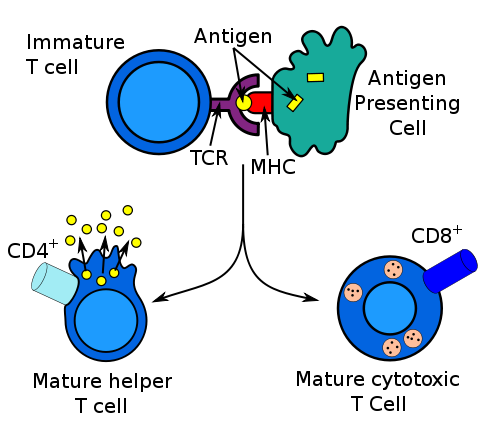 Immature
T cell
Antigen
Antigen
Presenting
Cell
TCR
MHC
CD4+
CD8+
Mature helper
T cell
Mature cytotoxic
T Cell